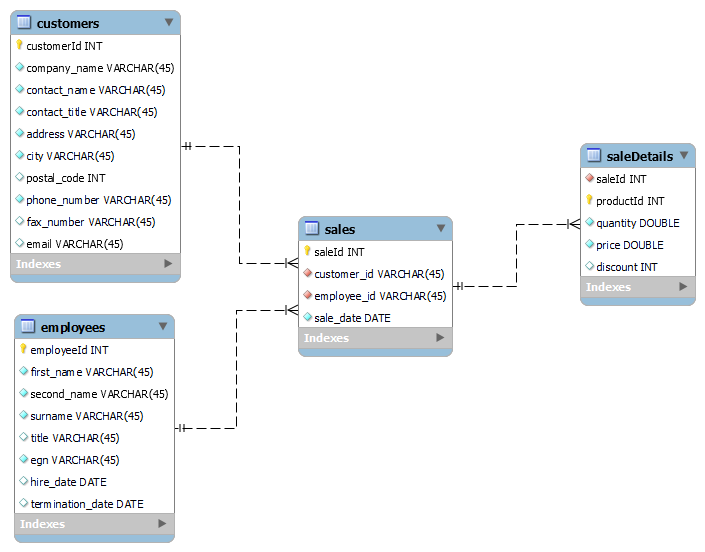 customers
customerId INT
company_name VARCHAR(45)
contact_name VARCHAR(45)
contact_title VARCHAR(45)
address VARCHAR(45)
city VARCHAR(45)
postal_code INT
phone_number VARCHAR(45)
fax_number VARCHAR(45)
email VARCHAR(45)
Indexes
employees
employeeId INT
first_name VARCHAR(45)
second_name VARCHAR(45)
surname VARCHAR(45)
title VARCHAR(45)
egn VARCHAR(45)
hire_date DATE
termination_date DATE
Indexes
sales
saleId INT
customer_id VARCHAR(45)
employee_id VARCHAR(45)
sale_date DATE
Indexes
saleDetails
saleId INT
productId INT
quantity DOUBLE
price DOUBLE
discount INT
Indexes